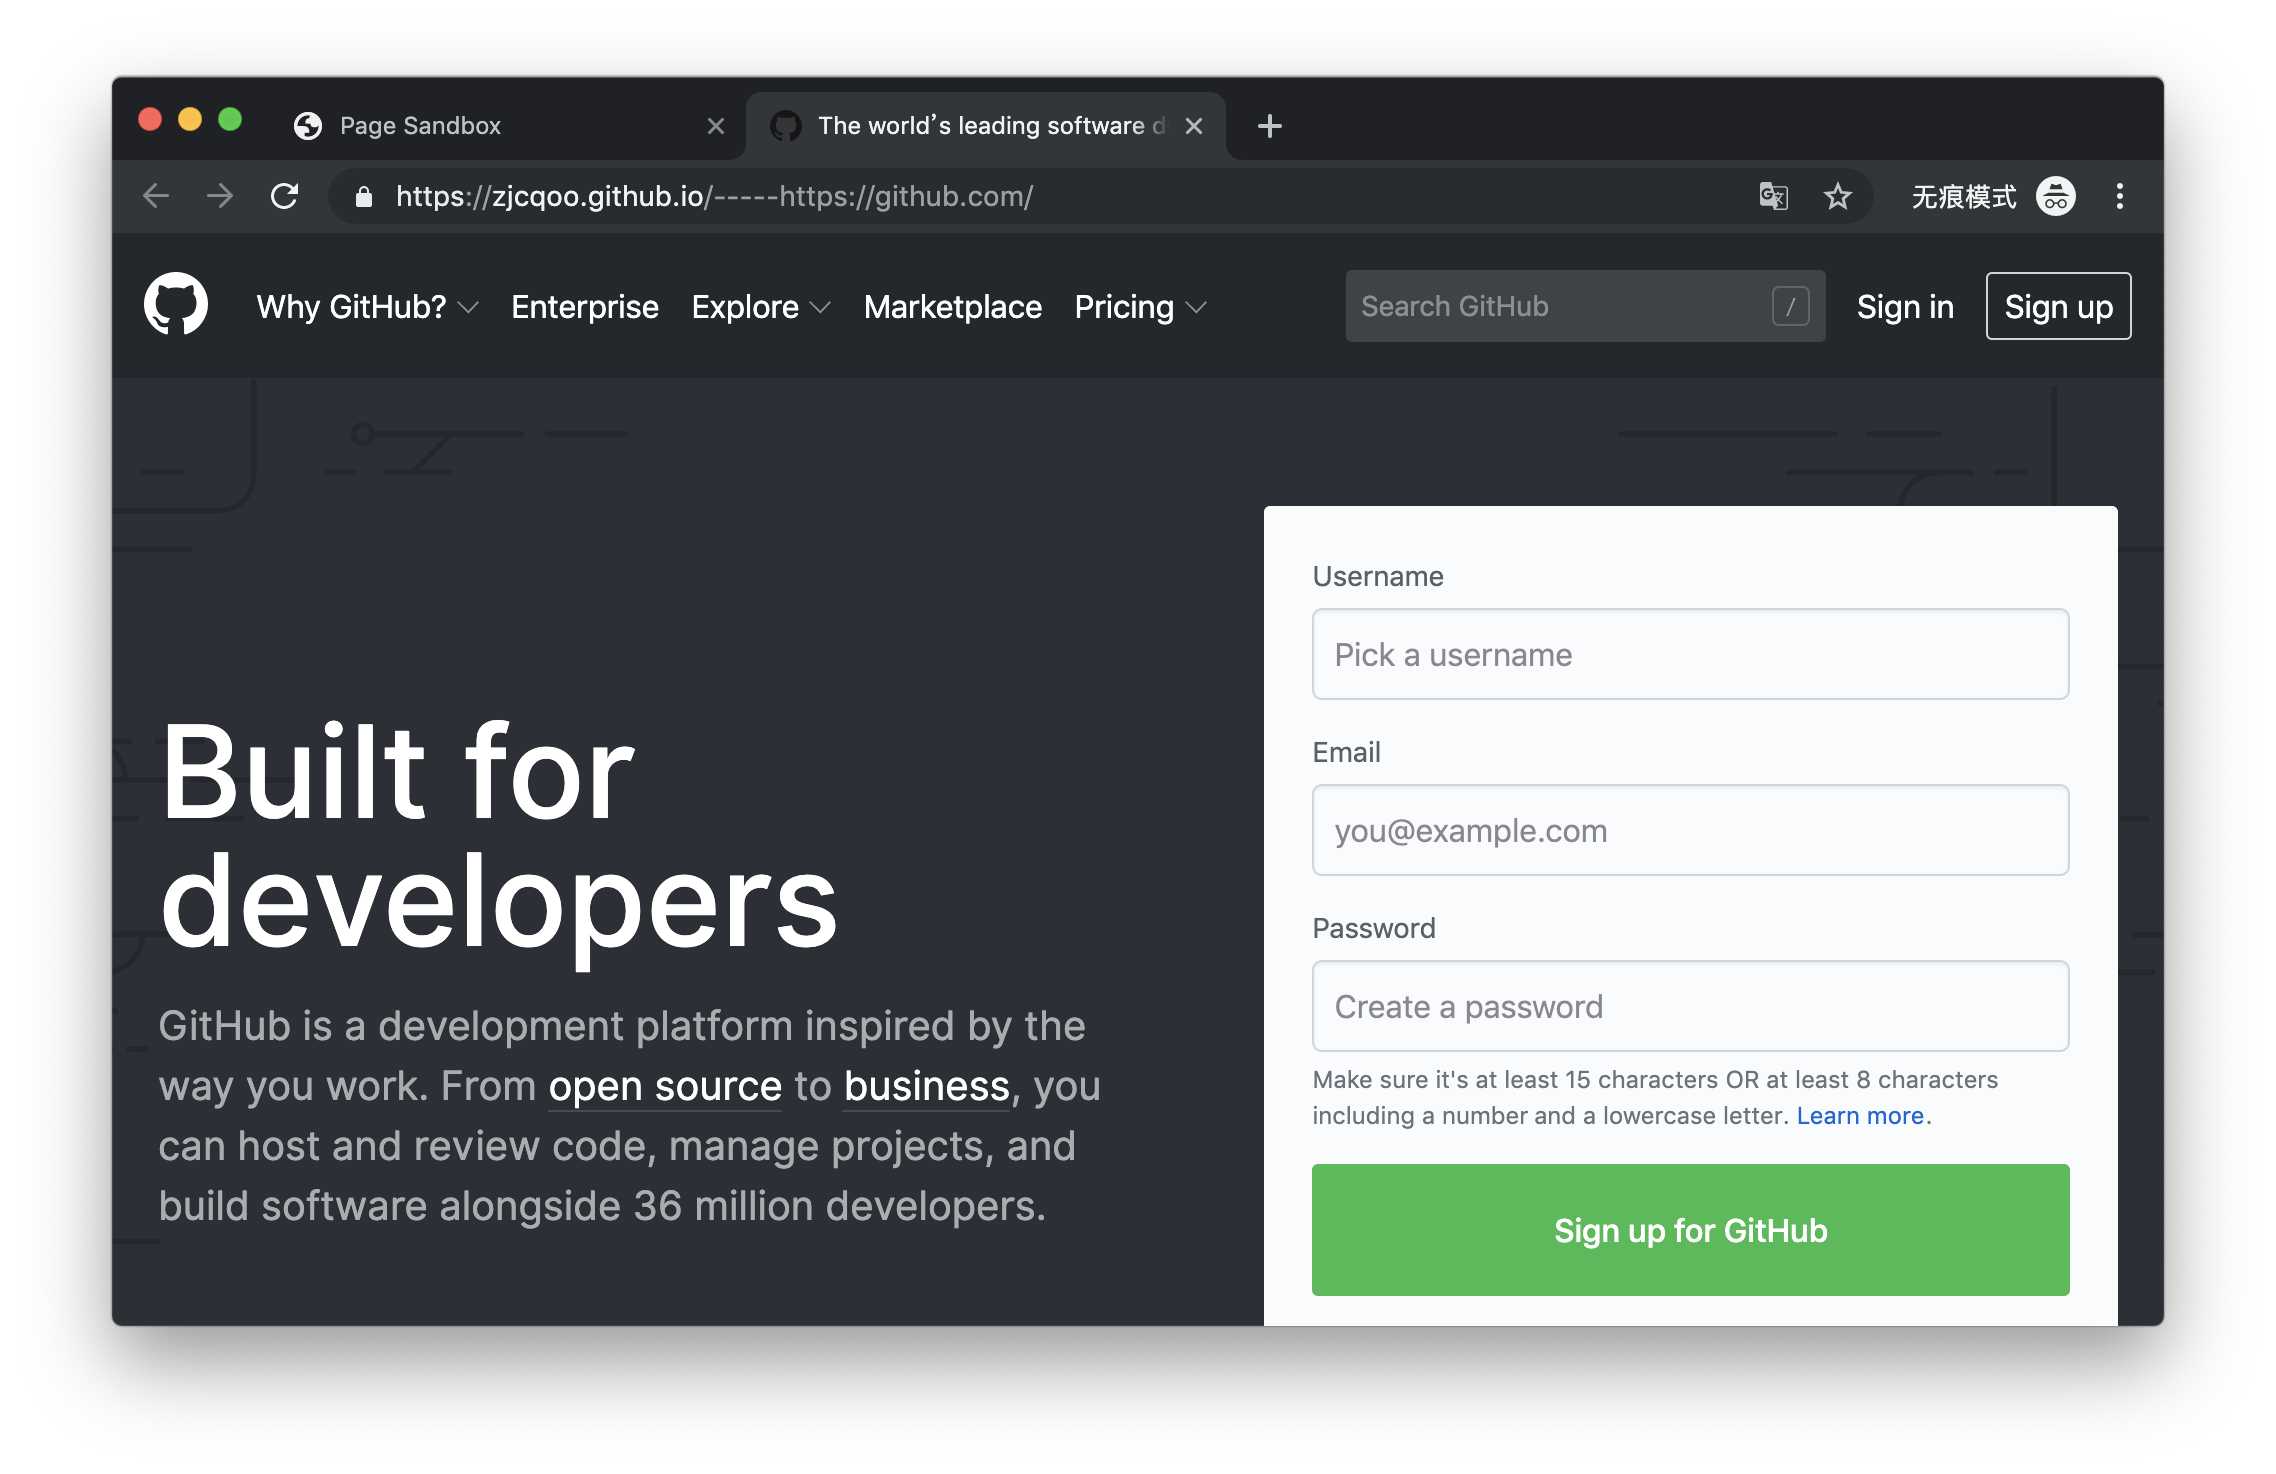 Page Sandbox
The world's leading software d
https://zjcqoo.github.io/-----https://github.com/
无痕模式
Why GitHub? Enterprise Explore Marketplace Pricing
Search GitHub /
Sign in
Sign up
Built for
developers
GitHub is a development platform inspired by the
way you work. From open source to business, you
can host and review code, manage projects, and
build software alongside 36 million developers.
Username
Pick a username
Email
you@example.com
Password
Create a password
Make sure it's at least 15 characters OR at least 8 characters
including a number and a lowercase letter. Learn more.
Sign up for GitHub